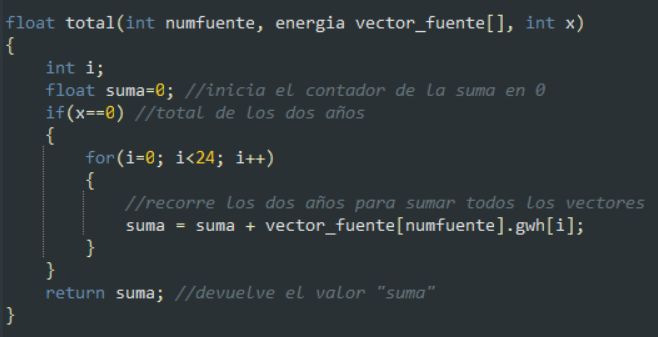 float total(int numfuente, energia vector_fuente[], int x)
{
    int i;
    float suma=0; //inicia el contador de la suma en 0
    if(x==0) //total de los dos años
    {
        for(i=0; i<24; i++)
        {
            //recorre los dos años para sumar todos los vectores
            suma = suma + vector_fuente[numfuente].gwh[i];
        }
    }
    return suma; //devuelve el valor "suma"
}